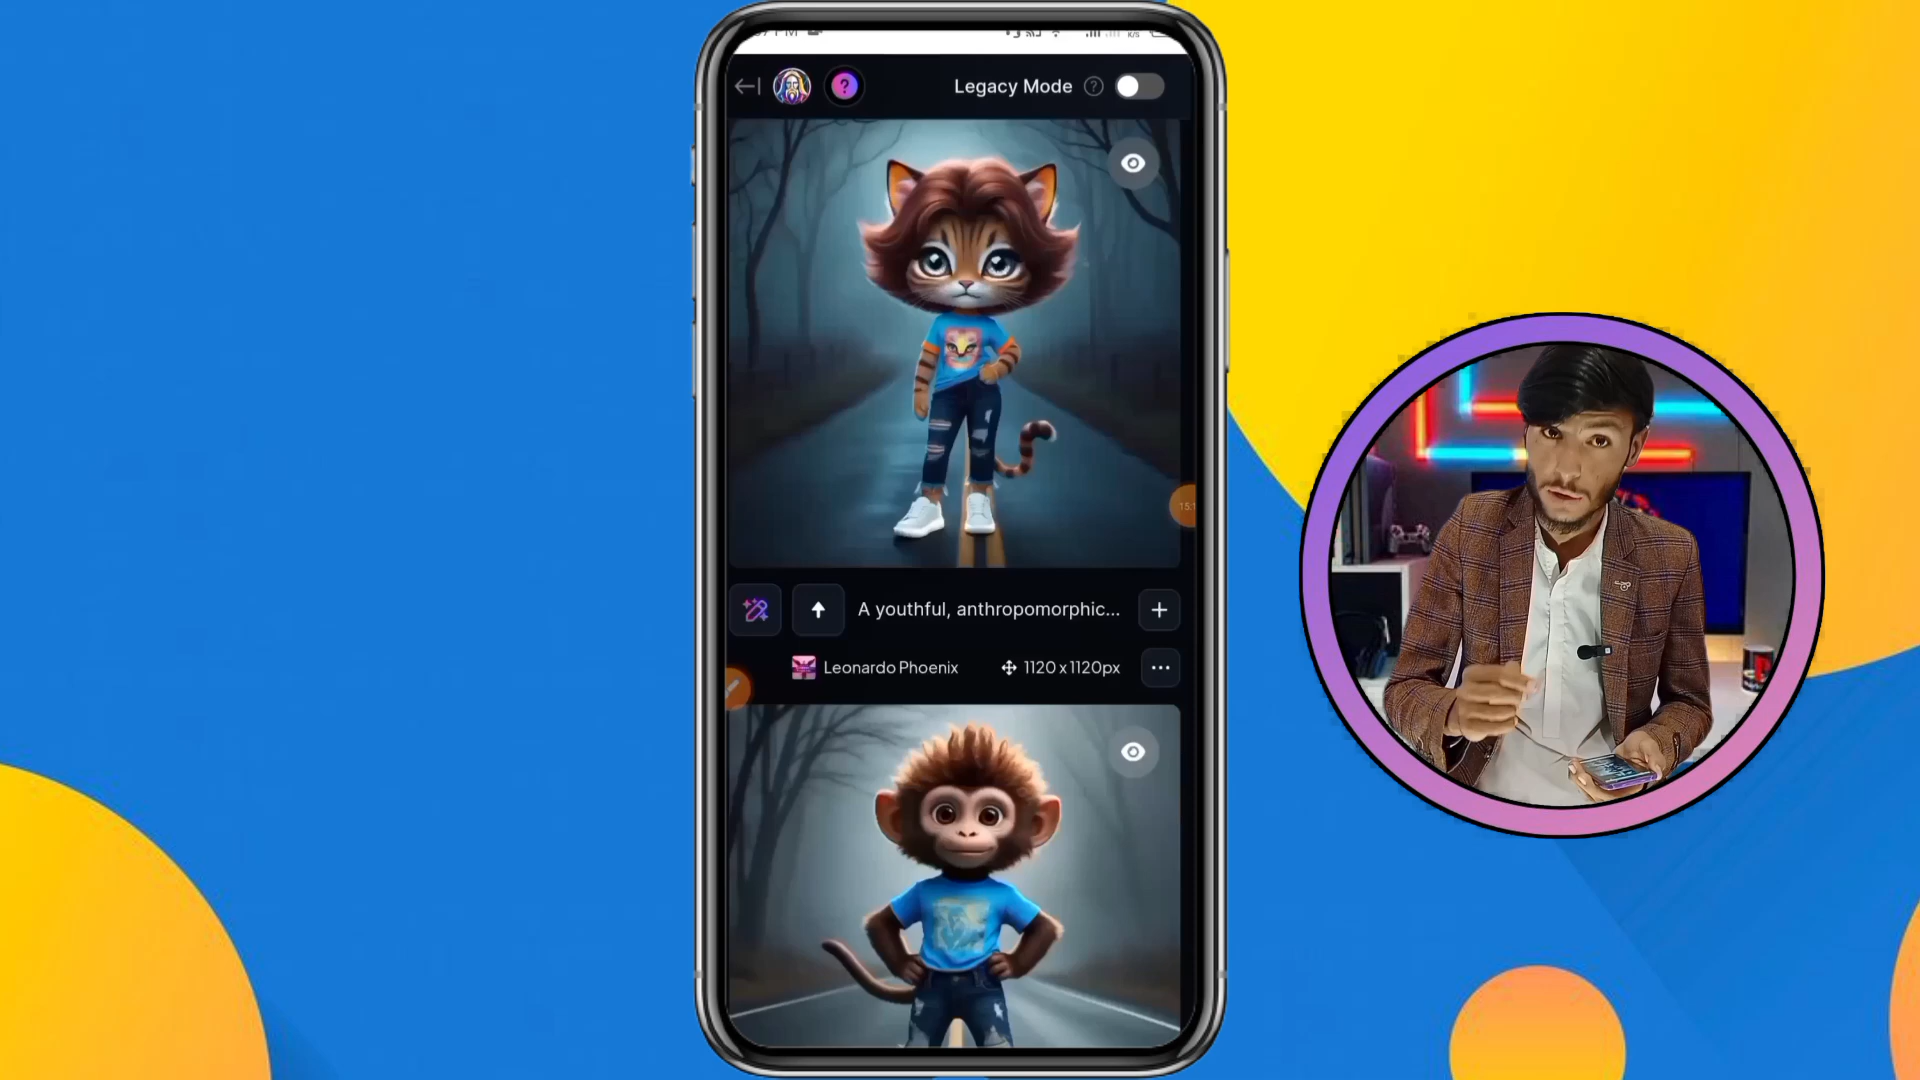 Legacy Mode
A youthful, anthropomorphic...
Leonardo Phoenix
1120 x 1120px